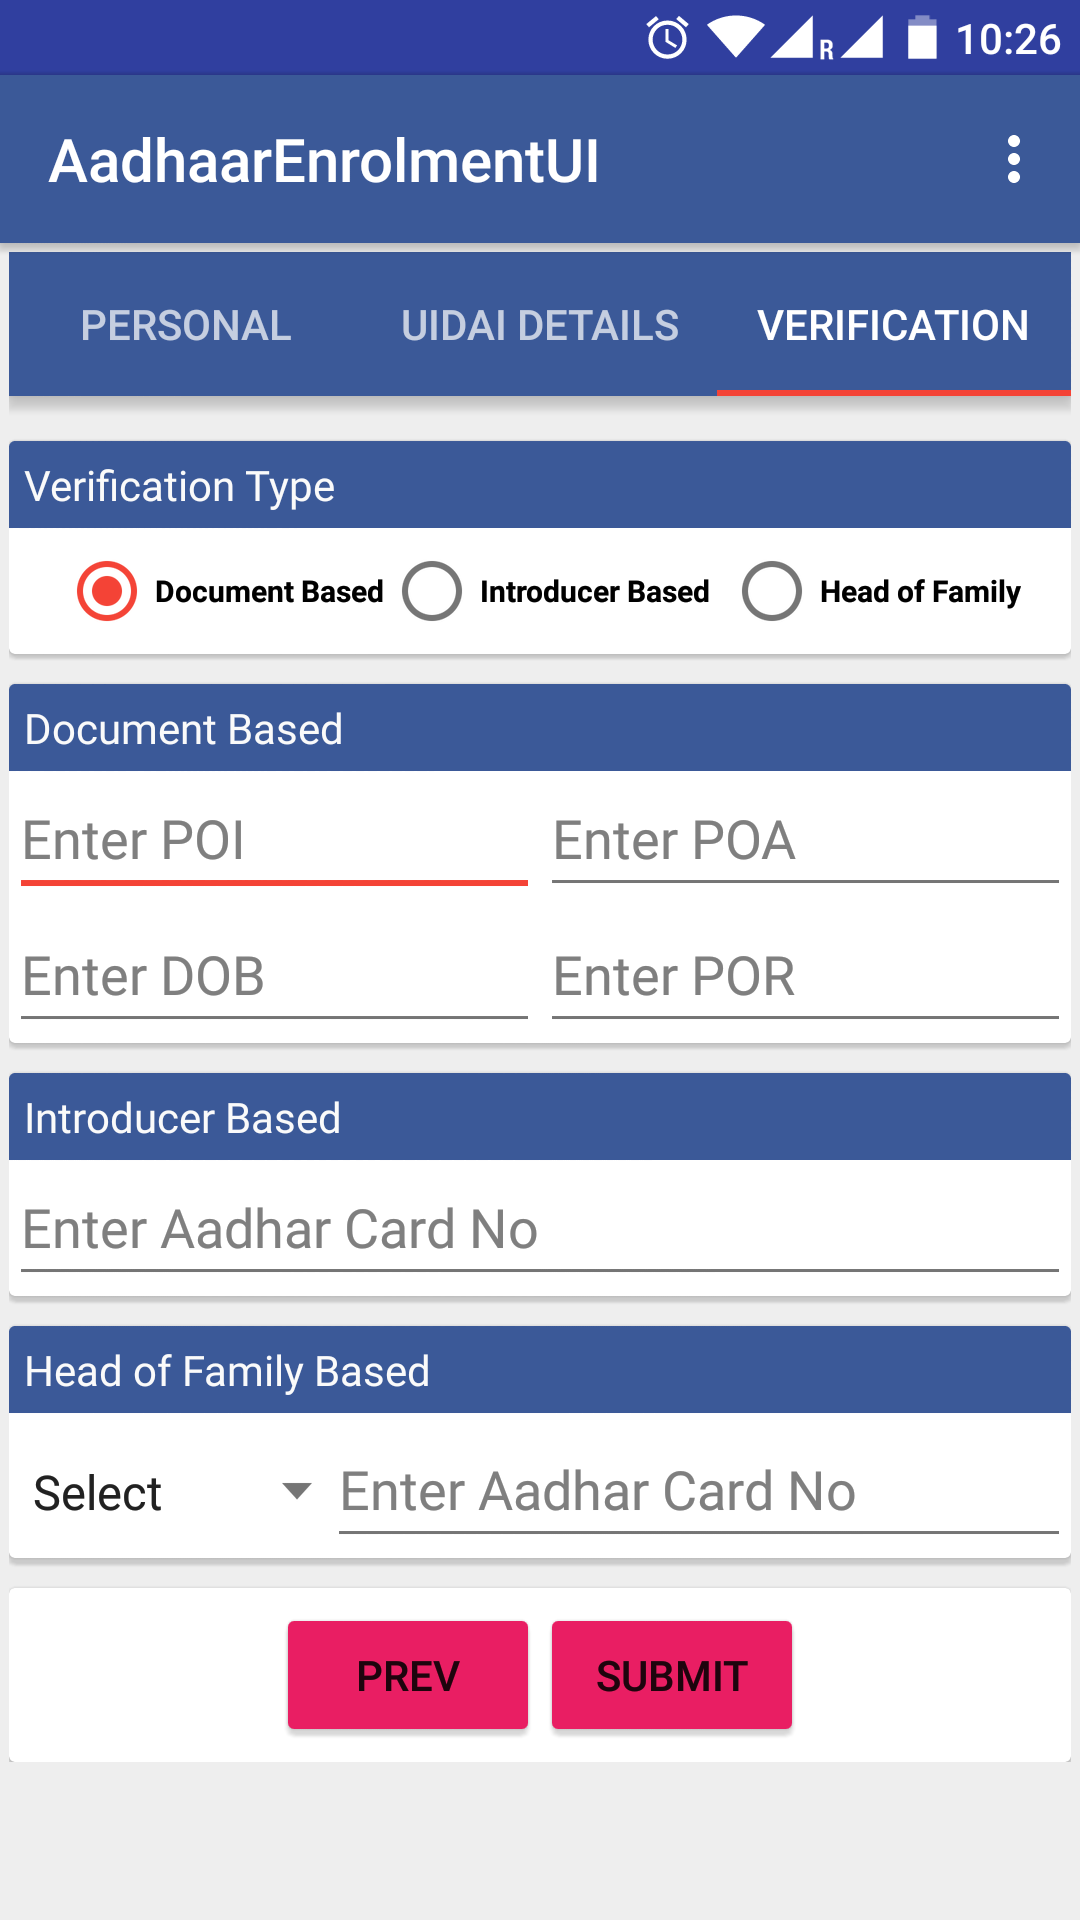 R 10:26
AadhaarEnrolmentUI
PERSONAL UIDAI DETAILS VERIFICATION
Verification Type
Document Based Introducer Based Head of Family
Document Based
Enter POI Enter POA
Enter DOB Enter POR
Introducer Based
Enter Aadhar Card No
Head of Family Based
Select Enter Aadhar Card No
PREV SUBMIT